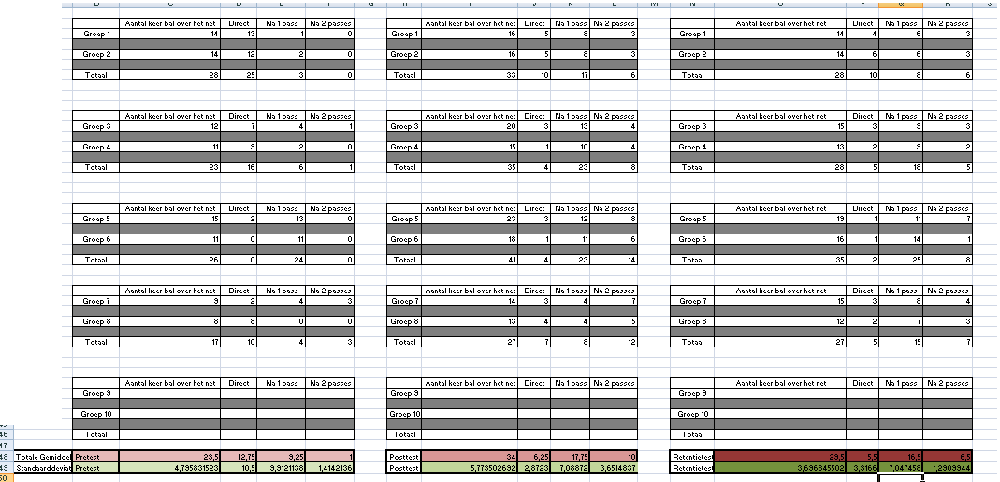 Aantal keer bal over het net Direct Na 1 pass Na 2 passes Aantal keer bal over het net Direct Na 1 pass Na 2 passes Aantal keer bal over het net Direct Na 1 pass Na 2 passes
Groep 1 14 13 1 0 Groep 1 16 5 8 3 Groep 1 14 4 6 3
Groep 2 14 12 2 0 Groep 2 16 5 8 3 Groep 2 14 6 6 3
Totaal 28 25 3 0 Totaal 33 10 17 6 Totaal 28 10 8 6
Aantal keer bal over het net Direct Na 1 pass Na 2 passes Aantal keer bal over het net Direct Na 1 pass Na 2 passes Aantal keer bal over het net Direct Na 1 pass Na 2 passes
Groep 3 12 7 4 1 Groep 3 20 3 13 4 Groep 3 15 3 9 3
Groep 4 11 9 2 0 Groep 4 15 1 10 4 Groep 4 13 2 9 2
Totaal 23 16 6 1 Totaal 35 4 23 8 Totaal 28 5 18 5
Aantal keer bal over het net Direct Na 1 pass Na 2 passes Aantal keer bal over het net Direct Na 1 pass Na 2 passes Aantal keer bal over het net Direct Na 1 pass Na 2 passes
Groep 5 15 2 13 0 Groep 5 23 3 12 8 Groep 5 19 1 11 7
Groep 6 11 0 11 0 Groep 6 18 1 11 6 Groep 6 16 1 14 1
Totaal 26 0 24 0 Totaal 41 4 23 14 Totaal 35 2 25 8
Aantal keer bal over het net Direct Na 1 pass Na 2 passes Aantal keer bal over het net Direct Na 1 pass Na 2 passes Aantal keer bal over het net Direct Na 1 pass Na 2 passes
Groep 7 9 2 4 3 Groep 7 14 3 4 7 Groep 7 15 3 8 4
Groep 8 8 8 0 0 Groep 8 13 4 4 5 Groep 8 12 2 7 3
Totaal 17 10 4 3 Totaal 27 7 8 12 Totaal 27 5 15 7
Aantal keer bal over het net Direct Na 1 pass Na 2 passes Aantal keer bal over het net Direct Na 1 pass Na 2 passes Aantal keer bal over het net Direct Na 1 pass Na 2 passes
Groep 9 Groep 9 Groep 9
Groep 10 Groep 10 Groep 10
46 Totaal Totaal Totaal
47
48 Totale Gemiddel Pretest 23,5 12,75 9,25 1 Posttest 34 6,25 17,75 10 Retentietest 29,5 5,5 16,5 6,5
49 Standaarddeviat Pretest 4,795831523 10,5 9,9121138 1,4142136 Posttest 5,773502692 2,8723 7,08872 3,6514837 Retentietest 3,696845502 3,3166 7,047458 1,2909944
50